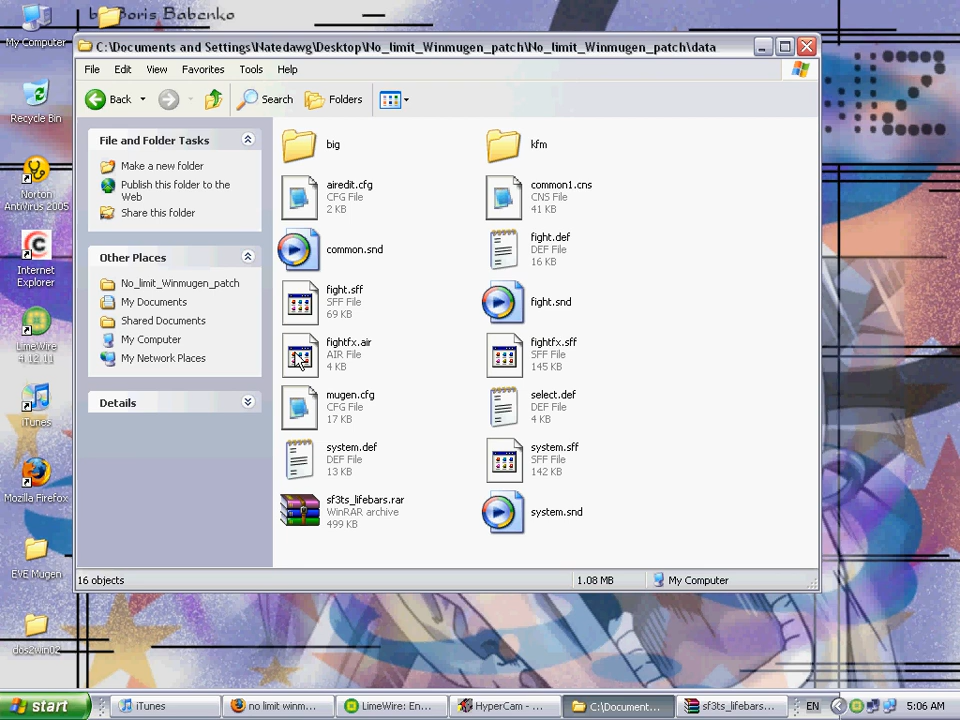 by Boris Babenko
My Computer
Recycle Bin
Norton
AntiVirus 2005
Internet
Explorer
LimeWire
4.12.11
iTunes
Mozilla Firefox
EVE Mugen
dos2win02
C:\Documents and Settings\Natedawg\Desktop\No_limit_Winmugen_patch\No_limit_Winmugen_patch\data
File Edit View Favorites Tools Help
Back Search Folders
File and Folder Tasks
Make a new folder
Publish this folder to the
Web
Share this folder
Other Places
No_limit_Winmugen_patch
My Documents
Shared Documents
My Computer
My Network Places
Details
big
kfm
airedit.cfg
CFG File
2 KB
common1.cns
CNS File
41 KB
common.snd
fight.def
DEF File
16 KB
fight.sff
SFF File
69 KB
fight.snd
fightfx.air
AIR File
4 KB
fightfx.sff
SFF File
145 KB
mugen.cfg
CFG File
17 KB
select.def
DEF File
4 KB
system.def
DEF File
13 KB
system.sff
SFF File
142 KB
sf3ts_lifebars.rar
WinRAR archive
499 KB
system.snd
16 objects 1.08 MB My Computer
start iTunes no limit winm... LimeWire: En... HyperCam - ... C:\Document... sf3ts_lifebars... EN 5:06 AM